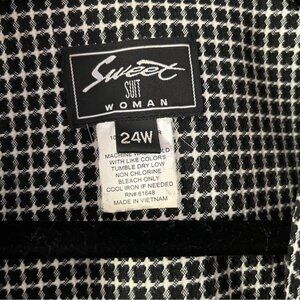 Sweet
SUIT
WOMAN
24W
MACHINE
WITH LIKE COLORS
TUMBLE DRY LOW
NON CHLORINE
BLEACH ONLY
COOL IRON IF NEEDED
RN# 61648
MADE IN VIETNAM